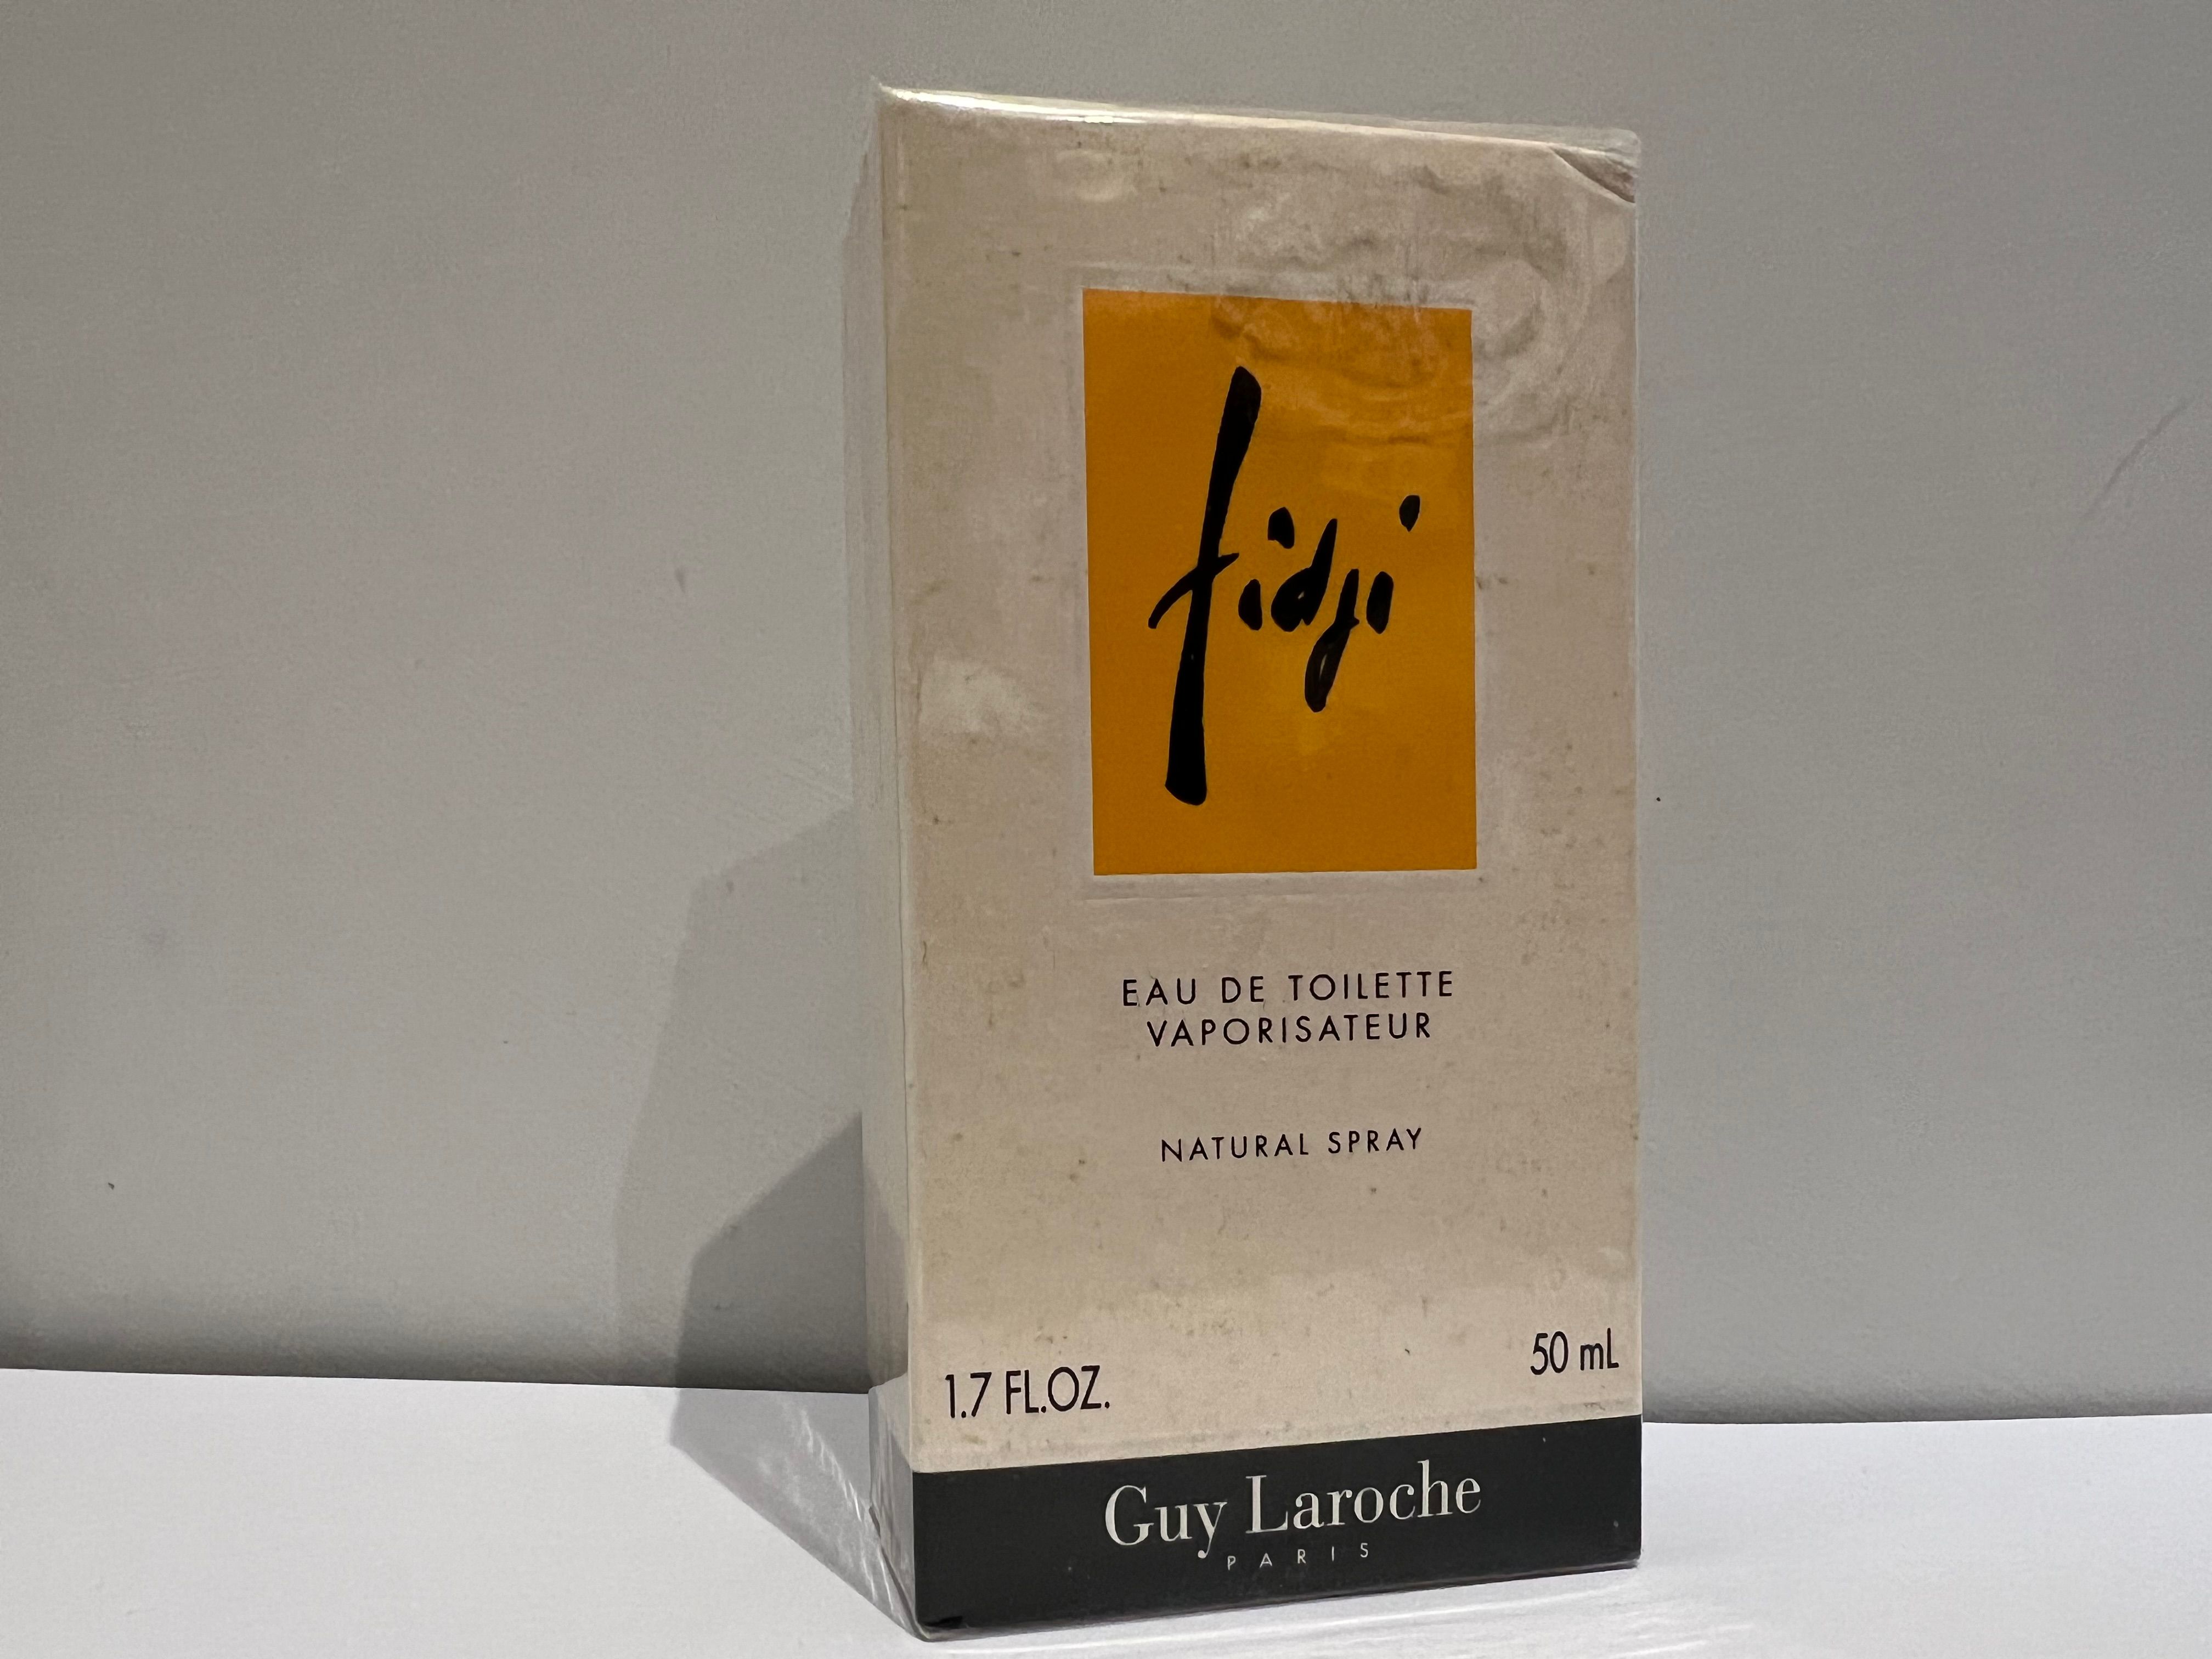 fidji
EAU DE TOILETTE
VAPORISATEUR
NATURAL SPRAY
1.7 FL.OZ. 50 mL
Guy Laroche
PARIS